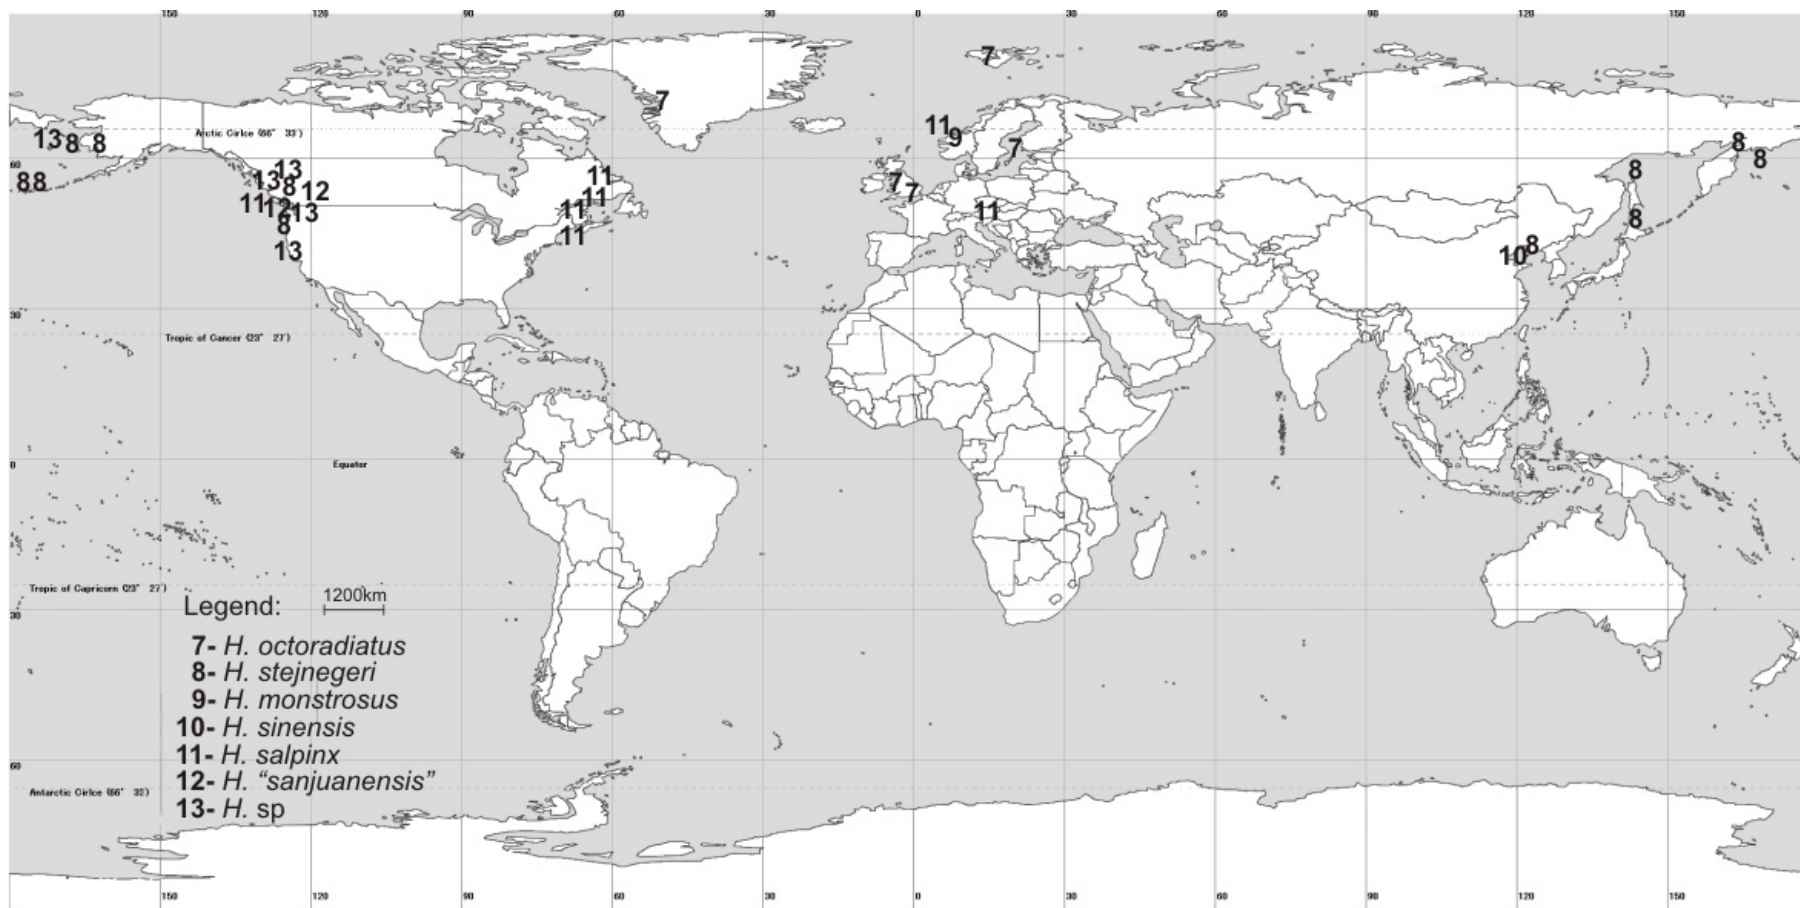 150 120 90 60 30 0 30 60 90 120 150
7
7
Arctic Cirlce (66° 33')
11
9
13 8 8
7
8
8
60
13
8
11
88
13
8
12
7
7
11
11
12
13
11
11
8
8
11
8
10
13
30
Tropic of Cancer (23° 27')
0
Equator
Tropic of Capricorn (23° 27')
30
Legend:
1200km
7- H. octoradiatus
8- H. stejnegeri
9- H. monstrosus
10- H. sinensis
11- H. salpinx
12- H. “sanjuanensis”
13- H. sp
60
Antarctic Cirlce (66° 33')
150 120 90 60 30 0 30 60 90 120 150